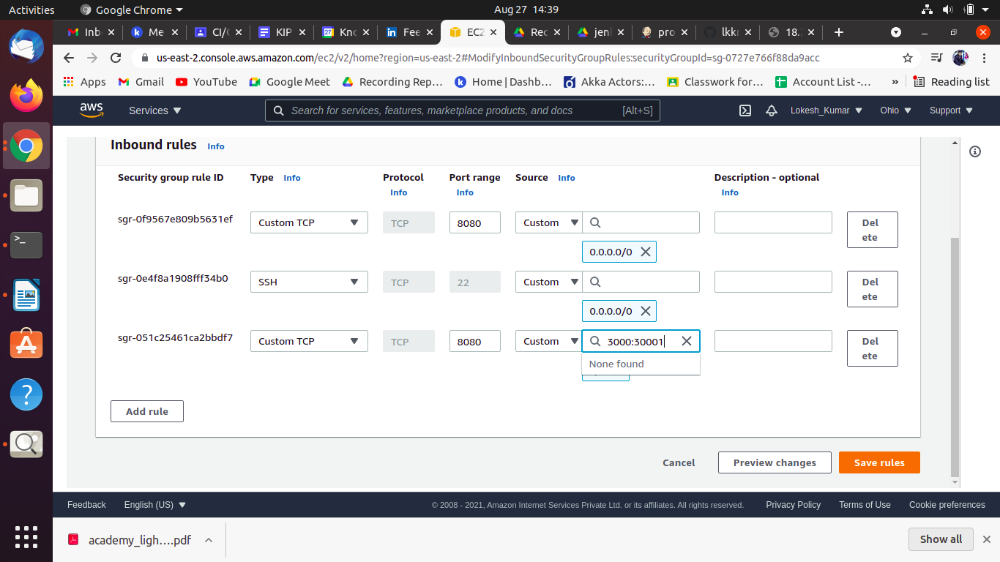 Activities Google Chrome Aug 27 14:39
Inb Me CI/ KIP Kno Fee EC2 Rec jen pro lkk 18.
us-east-2.console.aws.amazon.com/ec2/v2/home?region=us-east-2#ModifyInboundSecurityGroupRules:securityGroupId=sg-0727e766f88da9acc
Apps Gmail YouTube Google Meet Recording Rep... Home | Dashb... Akka Actors:... Classwork for... Account List -... » Reading list
aws Services Search for services, features, marketplace products, and docs [Alt+S] Lokesh_Kumar Ohio Support
Inbound rules Info
Security group rule ID Type Info Protocol Port range Source Info Description - optional
Info Info Info
sgr-0f9567e809b5631ef Custom TCP TCP 8080 Custom Del
ete
0.0.0.0/0
sgr-0e4f8a1908fff34b0 SSH TCP 22 Custom Del
ete
0.0.0.0/0
sgr-051c25461ca2bbdf7 Custom TCP TCP 8080 Custom 3000:30001 Del
ete
None found
Add rule
Cancel Preview changes Save rules
Feedback English (US) © 2008 - 2021, Amazon Internet Services Private Ltd. or its affiliates. All rights reserved. Privacy Policy Terms of Use Cookie preferences
academy_ligh....pdf Show all